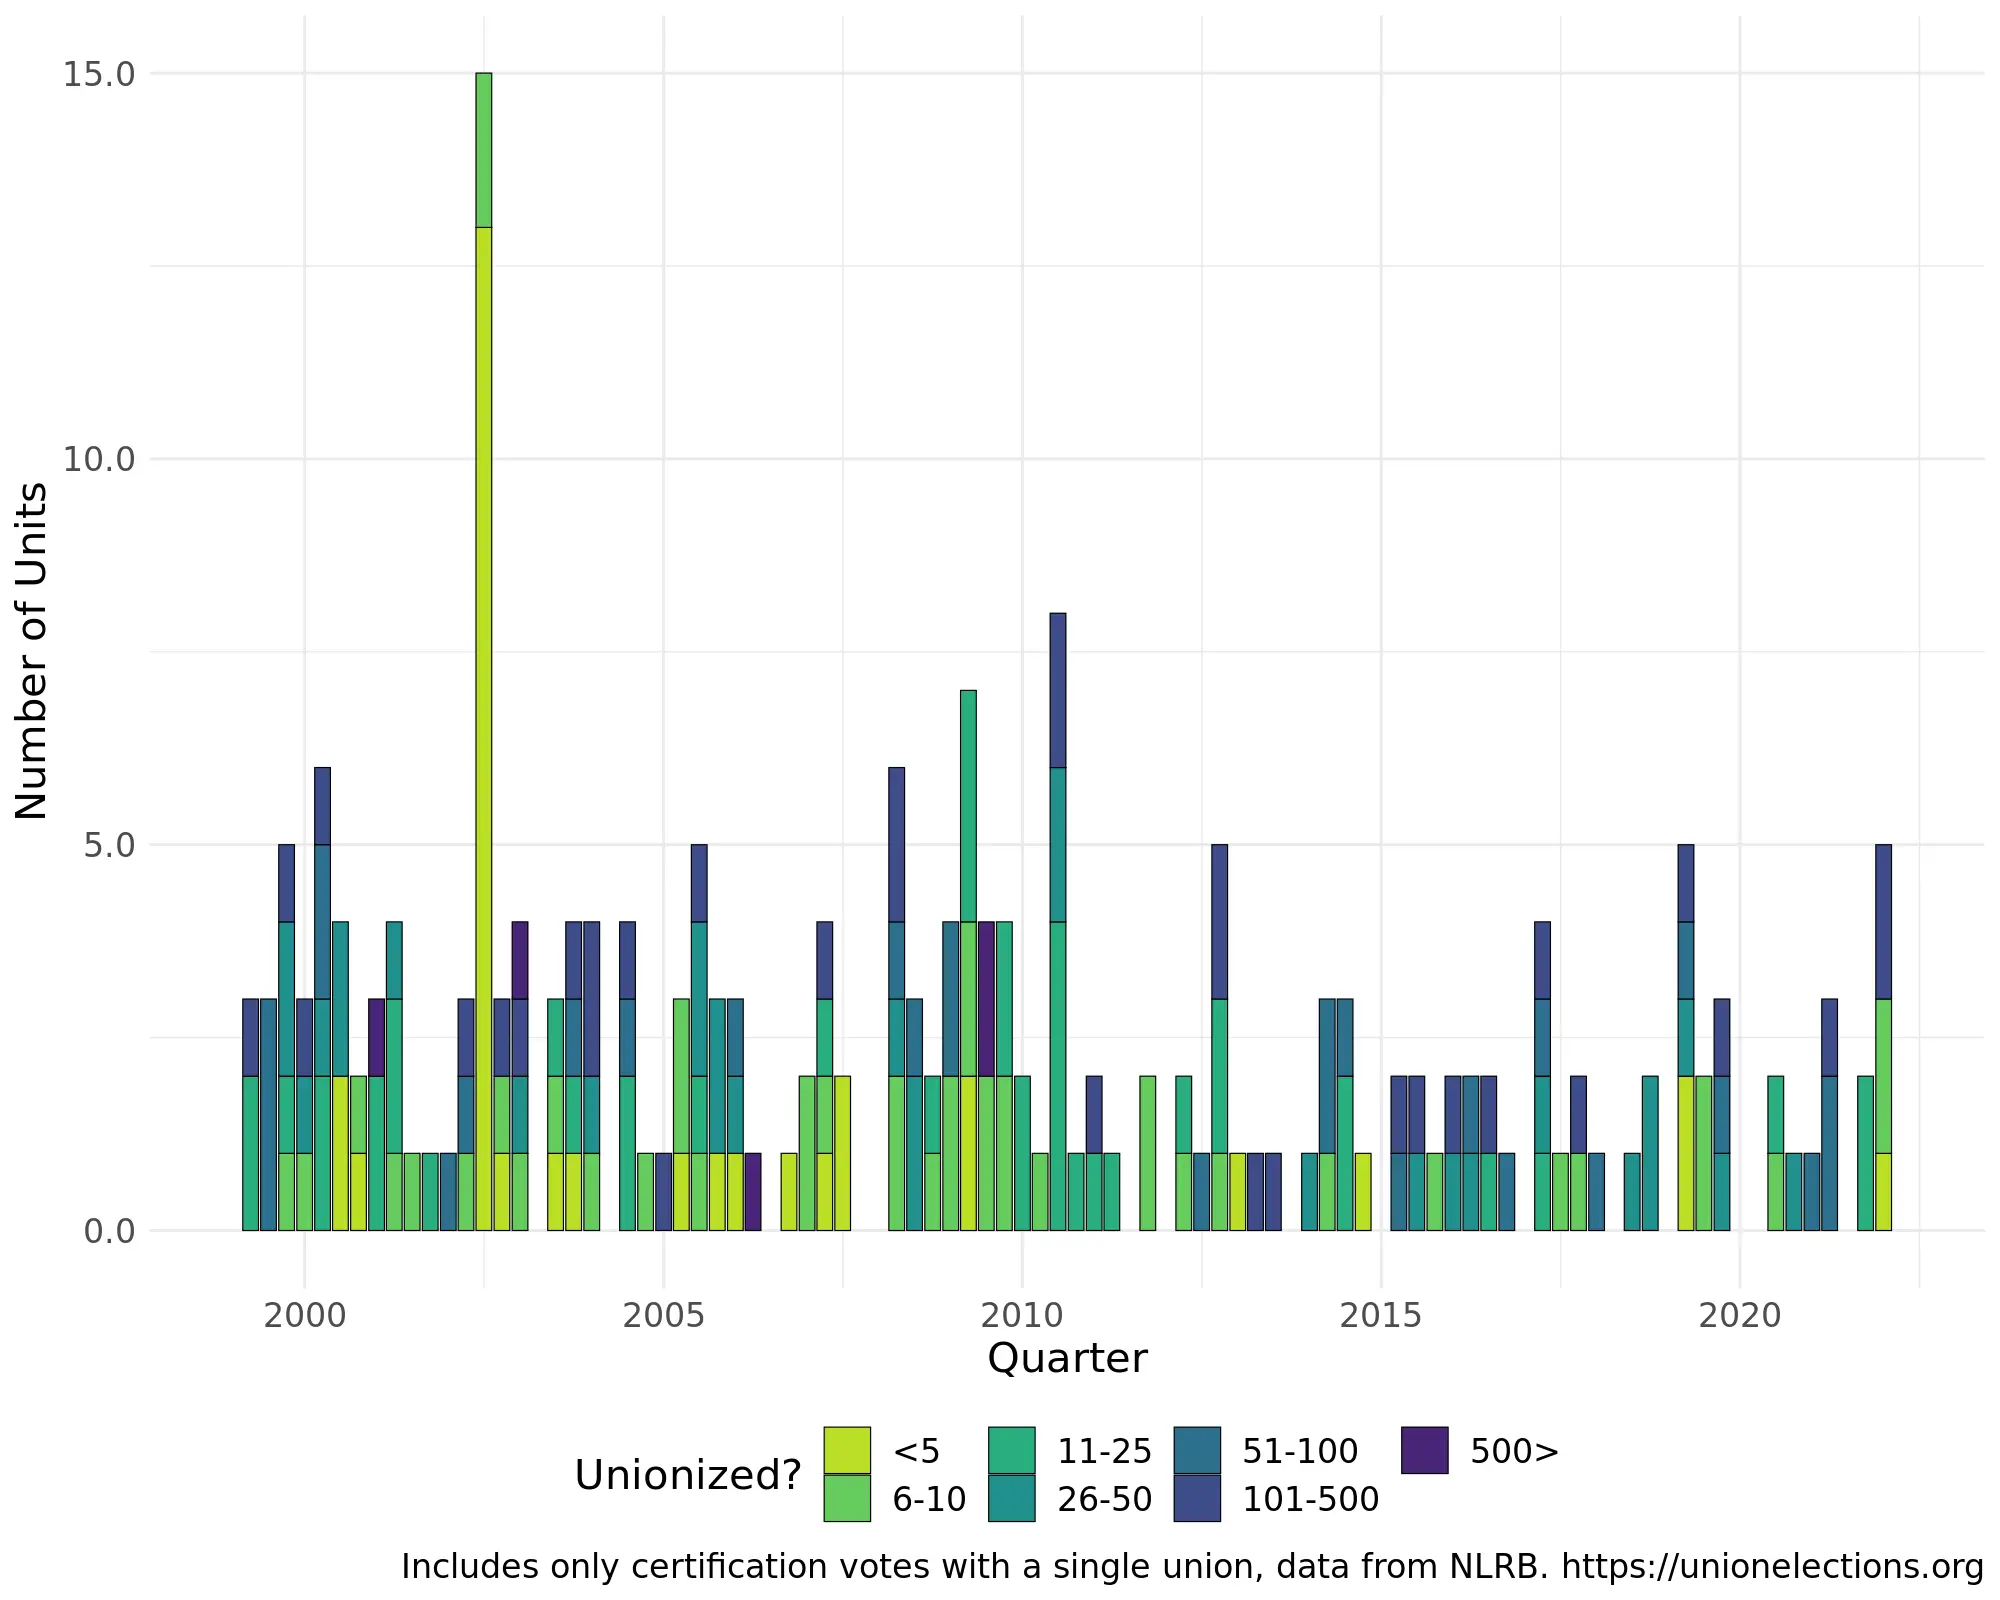 15.0
10.0
5.0
0.0
Number of Units
2000 2005 2010 2015 2020
Quarter
Unionized?
<5 11-25 51-100 500>
6-10 26-50 101-500
Includes only certification votes with a single union, data from NLRB. https://unionelections.org